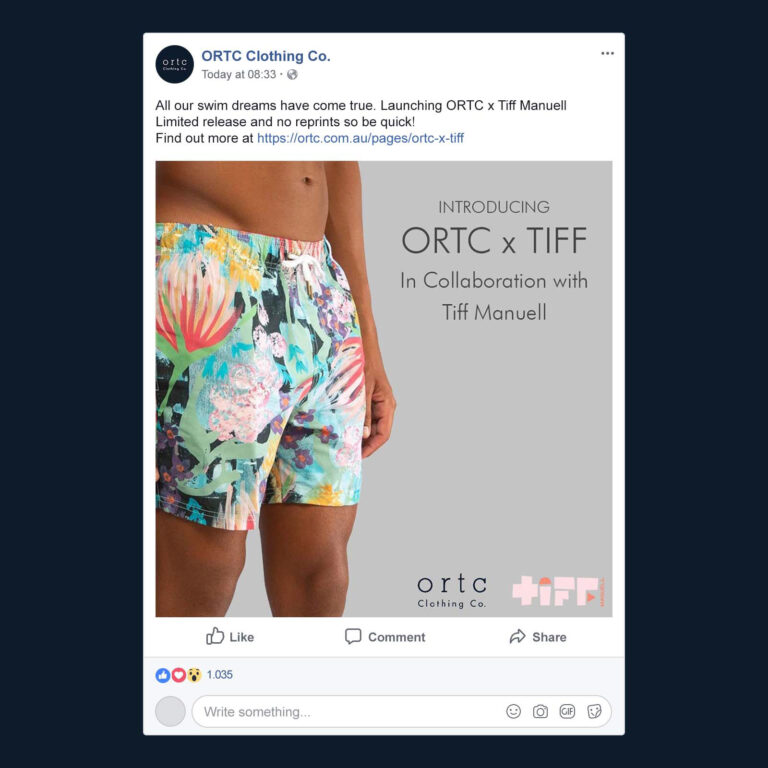 ortc
Clothing Co.
ORTC Clothing Co.
Today at 08:33 ·
All our swim dreams have come true. Launching ORTC x Tiff Manuell
Limited release and no reprints so be quick!
Find out more at https://ortc.com.au/pages/ortc-x-tiff
INTRODUCING
ORTC x TIFF
In Collaboration with
Tiff Manuell
ortc
Clothing Co.
tiff
MANUELL
Like Comment Share
1.035
Write something...
GIF